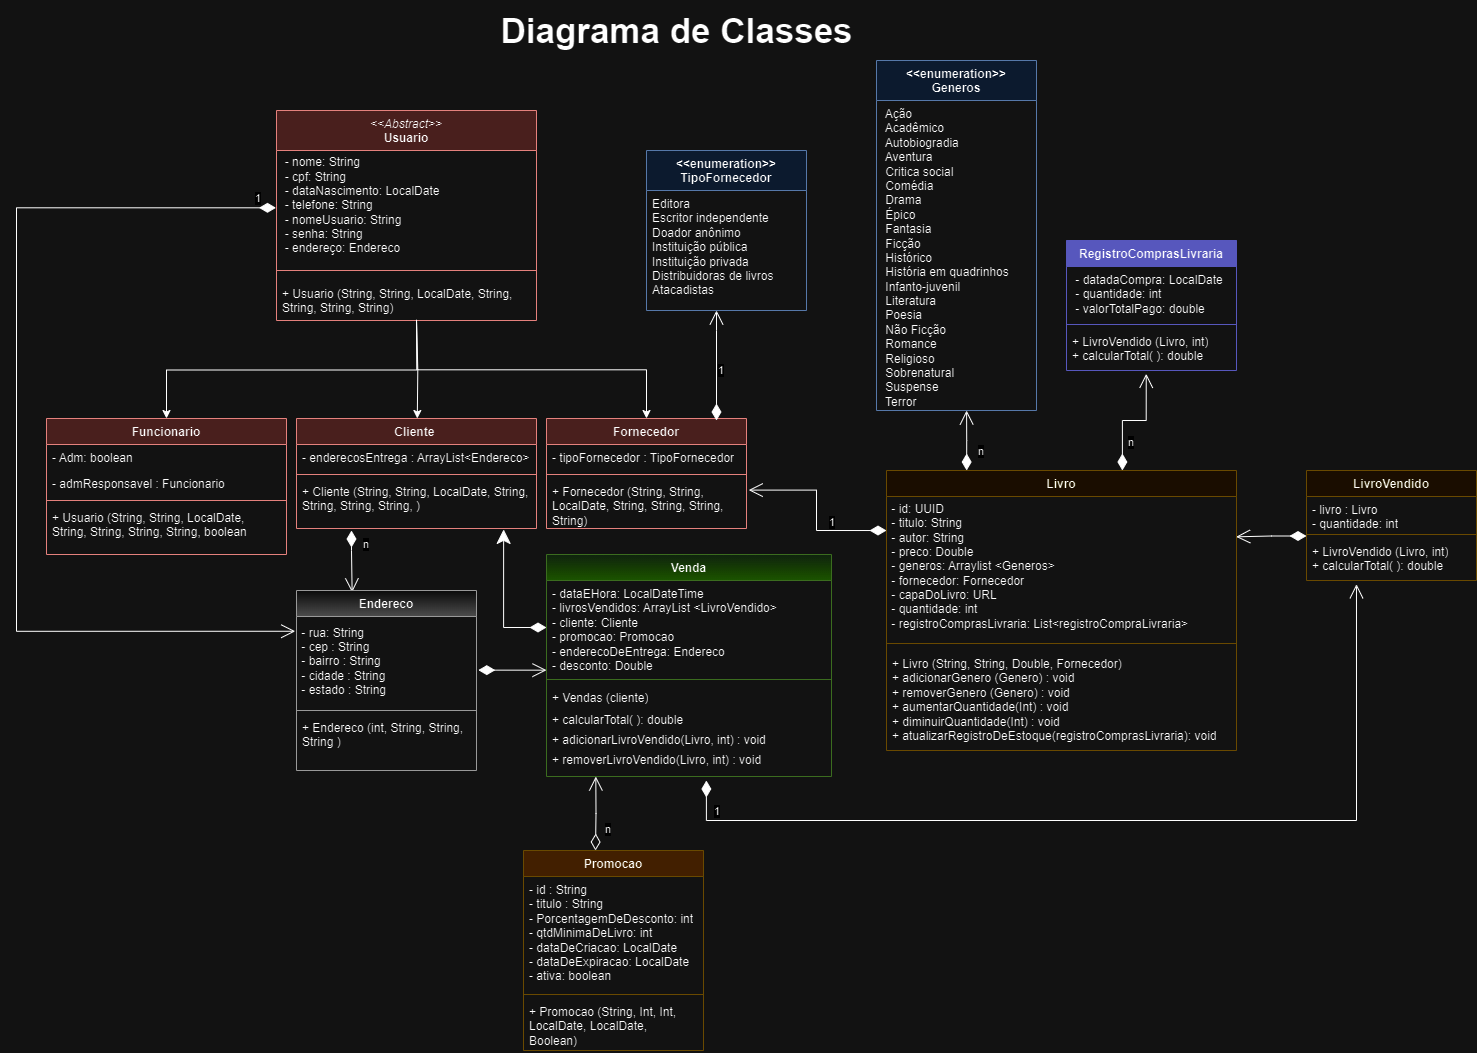 Diagrama de Classes
<<Abstract>>
Usuario
- nome: String
- cpf: String
- dataNascimento: LocalDate
- telefone: String
- nomeUsuario: String
- senha: String
- endereço: Endereco
+ Usuario (String, String, LocalDate, String,
String, String, String)
1
<<enumeration>>
TipoFornecedor
Editora
Escritor independente
Doador anônimo
Instituição pública
Instituição privada
Distribuidoras de livros
Atacadistas
1
<<enumeration>>
Generos
Ação
Acadêmico
Autobiogradia
Aventura
Critica social
Comédia
Drama
Épico
Fantasia
Ficção
Histórico
História em quadrinhos
Infanto-juvenil
Literatura
Poesia
Não Ficção
Romance
Religioso
Sobrenatural
Suspense
Terror
n
RegistroComprasLivraria
- datadaCompra: LocalDate
- quantidade: int
- valorTotalPago: double
+ LivroVendido (Livro, int)
+ calcularTotal( ): double
n
Funcionario
- Adm: boolean
- admResponsavel : Funcionario
+ Usuario (String, String, LocalDate,
String, String, String, String, boolean
Cliente
- enderecosEntrega : ArrayList<Endereco>
+ Cliente (String, String, LocalDate, String,
String, String, String, )
n
Fornecedor
- tipoFornecedor : TipoFornecedor
+ Fornecedor (String, String,
LocalDate, String, String, String,
String)
1
Livro
- id: UUID
- titulo: String
- autor: String
- preco: Double
- generos: Arraylist <Generos>
- fornecedor: Fornecedor
- capaDoLivro: URL
- quantidade: int
- registroComprasLivraria: List<registroCompraLivraria>
+ Livro (String, String, Double, Fornecedor)
+ adicionarGenero (Genero) : void
+ removerGenero (Genero) : void
+ aumentarQuantidade(Int) : void
+ diminuirQuantidade(Int) : void
+ atualizarRegistroDeEstoque(registroComprasLivraria): void
LivroVendido
- livro : Livro
- quantidade: int
+ LivroVendido (Livro, int)
+ calcularTotal( ): double
Endereco
- rua: String
- cep : String
- bairro : String
- cidade : String
- estado : String
+ Endereco (int, String, String,
String )
Venda
- dataEHora: LocalDateTime
- livrosVendidos: ArrayList <LivroVendido>
- cliente: Cliente
- promocao: Promocao
- enderecoDeEntrega: Endereco
- desconto: Double
+ Vendas (cliente)
+ calcularTotal( ): double
+ adicionarLivroVendido(Livro, int) : void
+ removerLivroVendido(Livro, int) : void
1
n
Promocao
- id : String
- titulo : String
- PorcentagemDeDesconto: int
- qtdMinimaDeLivro: int
- dataDeCriacao: LocalDate
- dataDeExpiracao: LocalDate
- ativa: boolean
+ Promocao (String, Int, Int,
LocalDate, LocalDate,
Boolean)